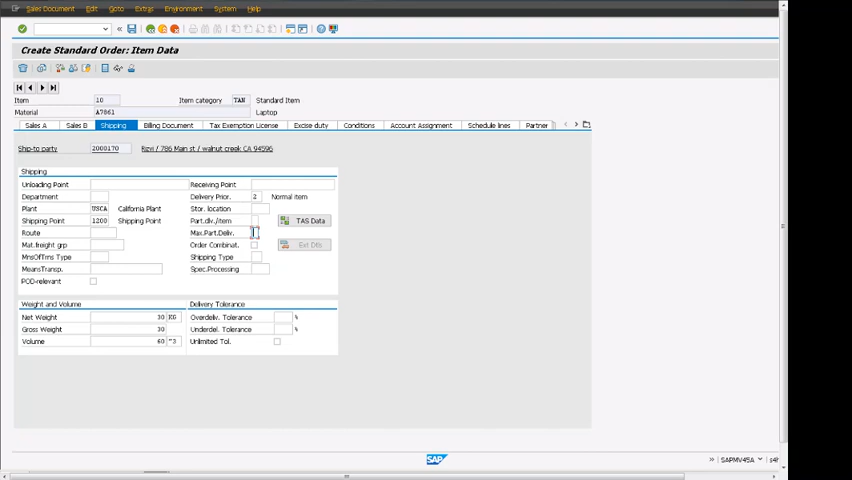 Sales Document Edit Goto Extras Environment System Help
Create Standard Order: Item Data
Item 10 Item category TAN Standard Item
Material A7861 Laptop
Sales A Sales B Shipping Billing Document Tax Exemption License Excise duty Conditions Account Assignment Schedule lines Partner
Ship-to party 2000170 Rizvi / 786 Main st / walnut creek CA 94596
Shipping
Unloading Point Receiving Point
Department Delivery Prior. 2 Normal item
Plant USCA California Plant Stor. location
Shipping Point 1200 Shipping Point Part.dlv./item TAS Data
Route Max.Part.Deliv.
Mat.freight grp Order Combinat. Ext Dts
MnsOfTrns Type Shipping Type
MeansTransp. Spec.Processing
POD-relevant
Weight and Volume Delivery Tolerance
Net Weight 30 KG Overdeliv. Tolerance %
Gross Weight 30 Underdel. Tolerance %
Volume 60 "3 Unlimited Tol.
SAP SAPMV45A s4h